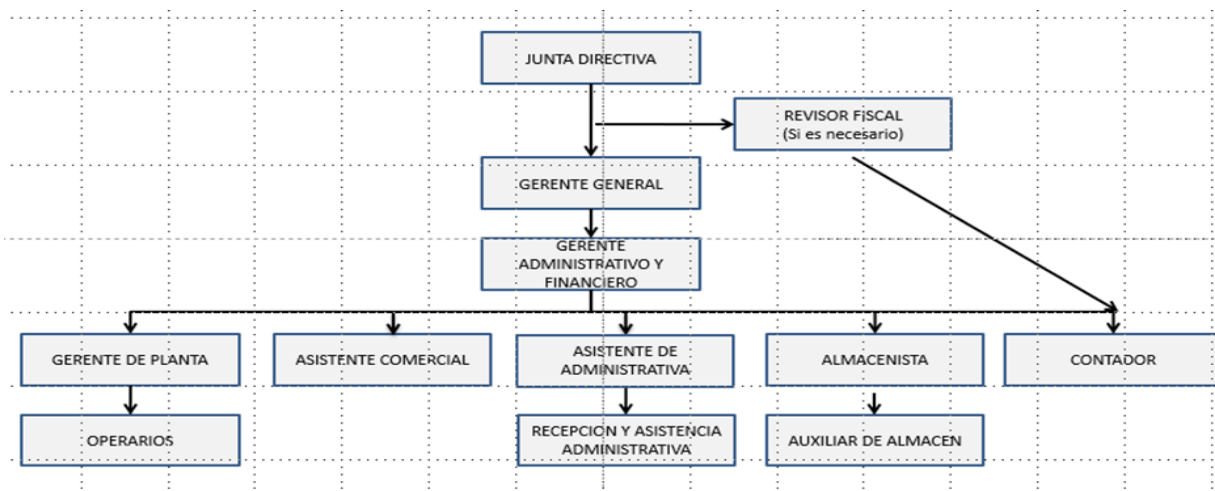 JUNTA DIRECTIVA
REVISOR FISCAL
(Si es necesario)
GERENTE GENERAL
GERENTE
ADMINISTRATIVO Y
FINANCIERO
GERENTE DE PLANTA
ASISTENTE COMERCIAL
ASISTENTE DE
ADMINISTRATIVA
ALMACENISTA
CONTADOR
OPERARIOS
RECEPCION Y ASISTENCIA
ADMINISTRATIVA
AUXILIAR DE ALMACEN